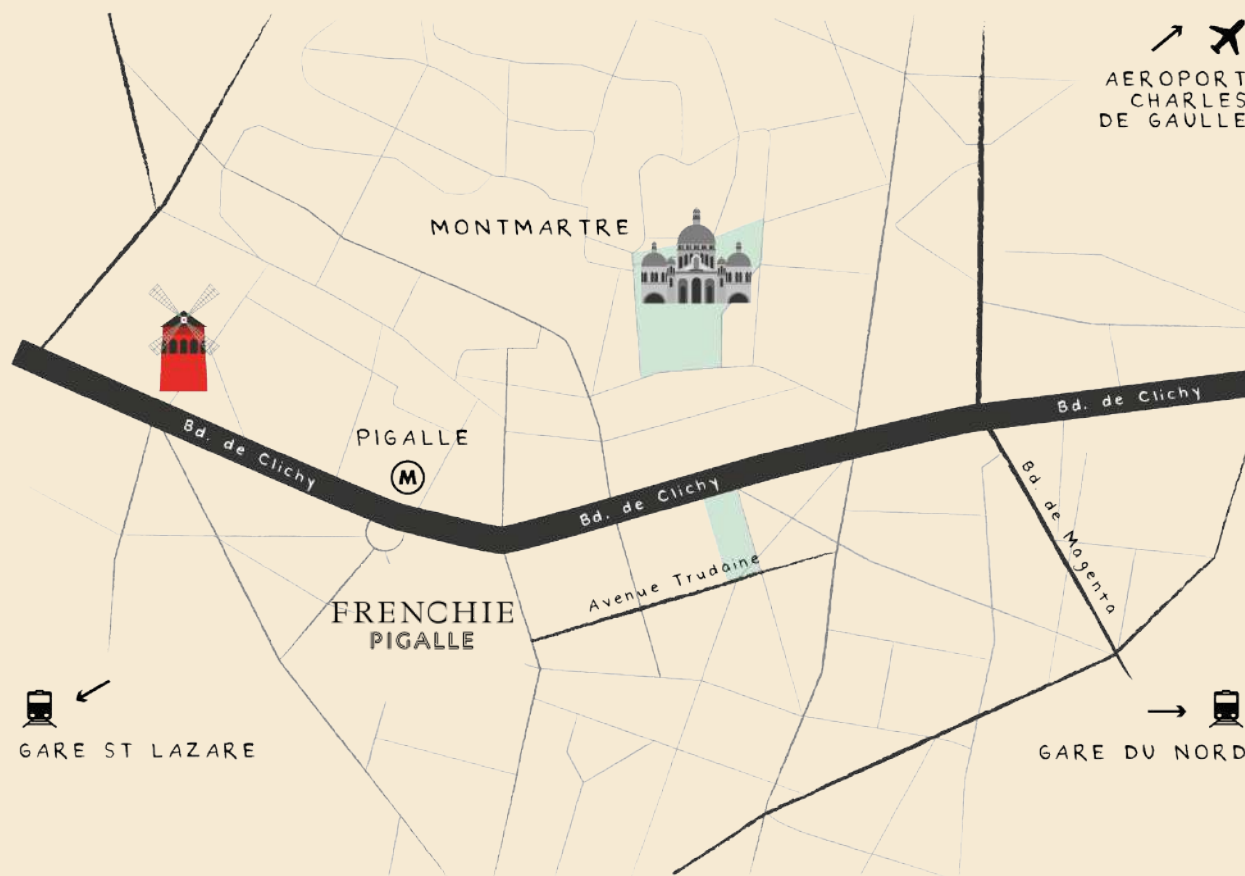 AEROPORT
CHARLES
DE GAULLE
MONTMARTRE
Bd. de Clichy
PIGALLE
M
Bd. de Clichy
Bd. de Clichy
Bd. de Magenta
Avenue Trudaine
FRENCHIE
PIGALLE
GARE ST LAZARE
GARE DU NORD